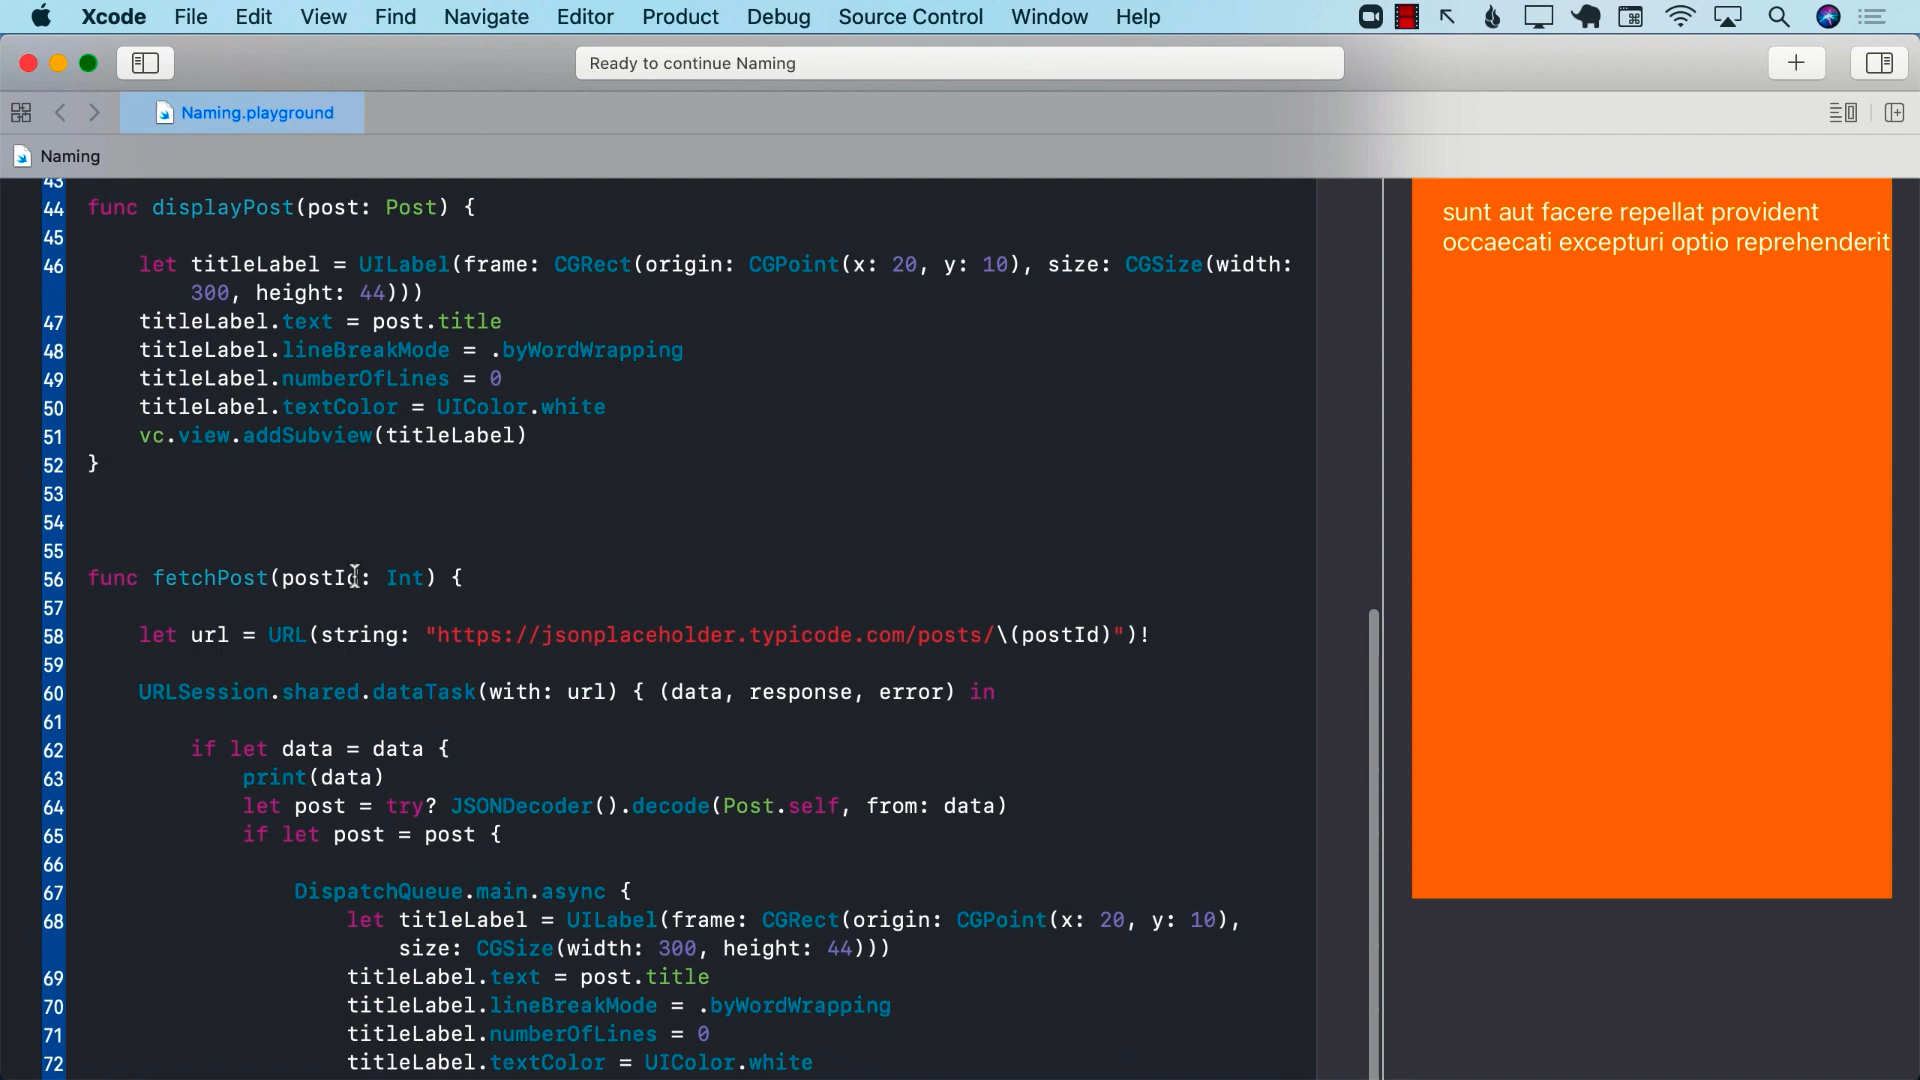 Xcode File Edit View Find Navigate Editor Product Debug Source Control Window Help
Ready to continue Naming
Naming.playground
Naming
43
44 func displayPost(post: Post) {
45
46 let titleLabel = UILabel(frame: CGRect(origin: CGPoint(x: 20, y: 10), size: CGSize(width:
300, height: 44)))
47 titleLabel.text = post.title
48 titleLabel.lineBreakMode = .byWordWrapping
49 titleLabel.numberOfLines = 0
50 titleLabel.textColor = UIColor.white
51 vc.view.addSubview(titleLabel)
52 }
53
54
55
56 func fetchPost(postId: Int) {
57
58 let url = URL(string: "https://jsonplaceholder.typicode.com/posts/\(postId)")!
59
60 URLSession.shared.dataTask(with: url) { (data, response, error) in
61
62 if let data = data {
63 print(data)
64 let post = try? JSONDecoder().decode(Post.self, from: data)
65 if let post = post {
66
67 DispatchQueue.main.async {
68 let titleLabel = UILabel(frame: CGRect(origin: CGPoint(x: 20, y: 10),
size: CGSize(width: 300, height: 44)))
69 titleLabel.text = post.title
70 titleLabel.lineBreakMode = .byWordWrapping
71 titleLabel.numberOfLines = 0
72 titleLabel.textColor = UIColor.white
sunt aut facere repellat provident
occaecati excepturi optio reprehenderit